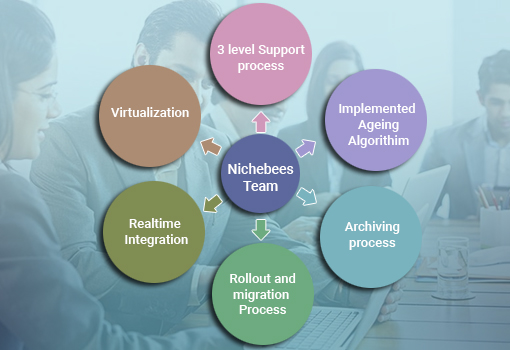 3 level Support
process
Virtualization
Implemented
Ageing
Algorithim
Nichebees
Team
Realtime
Integration
Archiving
process
Rollout and
migration
Process